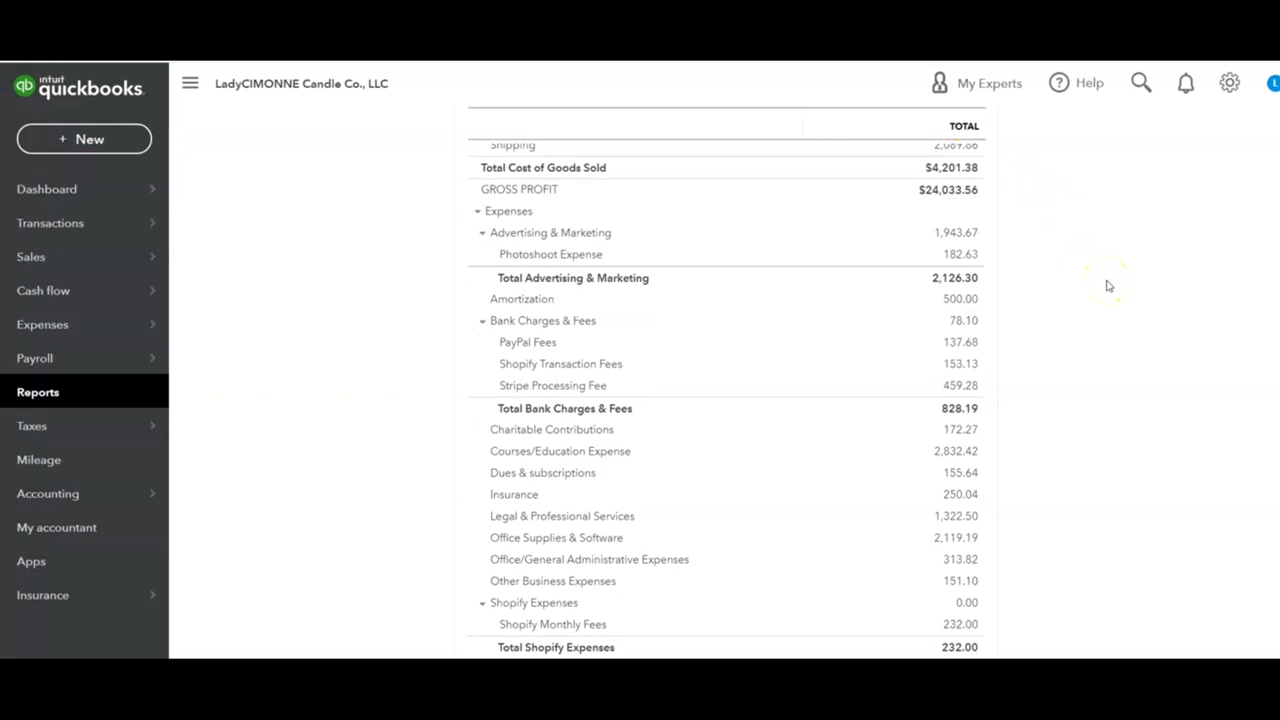 intuit
quickbooks.
LadyCIMONNE Candle Co., LLC
My Experts
Help
L
+ New
Dashboard
Transactions
Sales
Cash flow
Expenses
Payroll
Reports
Taxes
Mileage
Accounting
My accountant
Apps
Insurance
TOTAL
Shipping 2,089.86
Total Cost of Goods Sold $4,201.38
GROSS PROFIT $24,033.56
Expenses
Advertising & Marketing 1,943.67
Photoshoot Expense 182.63
Total Advertising & Marketing 2,126.30
Amortization 500.00
Bank Charges & Fees 78.10
PayPal Fees 137.68
Shopify Transaction Fees 153.13
Stripe Processing Fee 459.28
Total Bank Charges & Fees 828.19
Charitable Contributions 172.27
Courses/Education Expense 2,832.42
Dues & subscriptions 155.64
Insurance 250.04
Legal & Professional Services 1,322.50
Office Supplies & Software 2,119.19
Office/General Administrative Expenses 313.82
Other Business Expenses 151.10
Shopify Expenses 0.00
Shopify Monthly Fees 232.00
Total Shopify Expenses 232.00